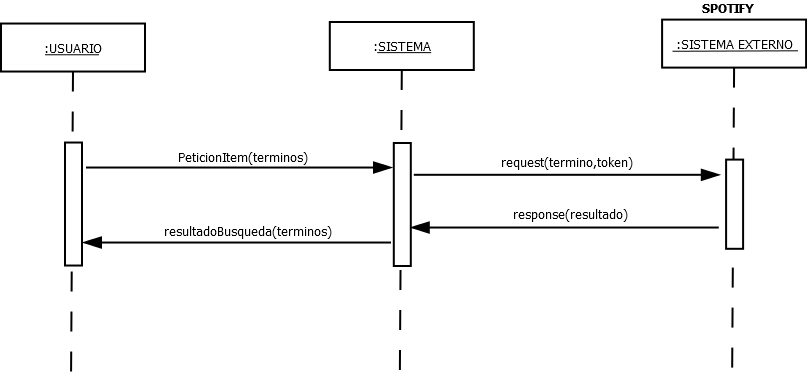 SPOTIFY
:USUARIO
:SISTEMA
:SISTEMA EXTERNO
PeticionItem(terminos)
request(termino,token)
response(resultado)
resultadoBusqueda(terminos)